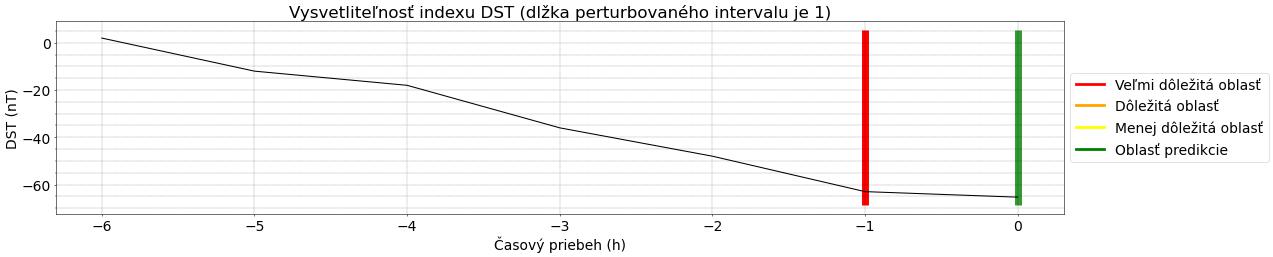 Vysvetliteľnosť indexu DST (dĺžka perturbovaného intervalu je 1)
DST (nT)
0
−20
−40
−60
−6
−5
−4
−3
−2
−1
0
Časový priebeh (h)
Veľmi dôležitá oblasť
Dôležitá oblasť
Menej dôležitá oblasť
Oblasť predikcie